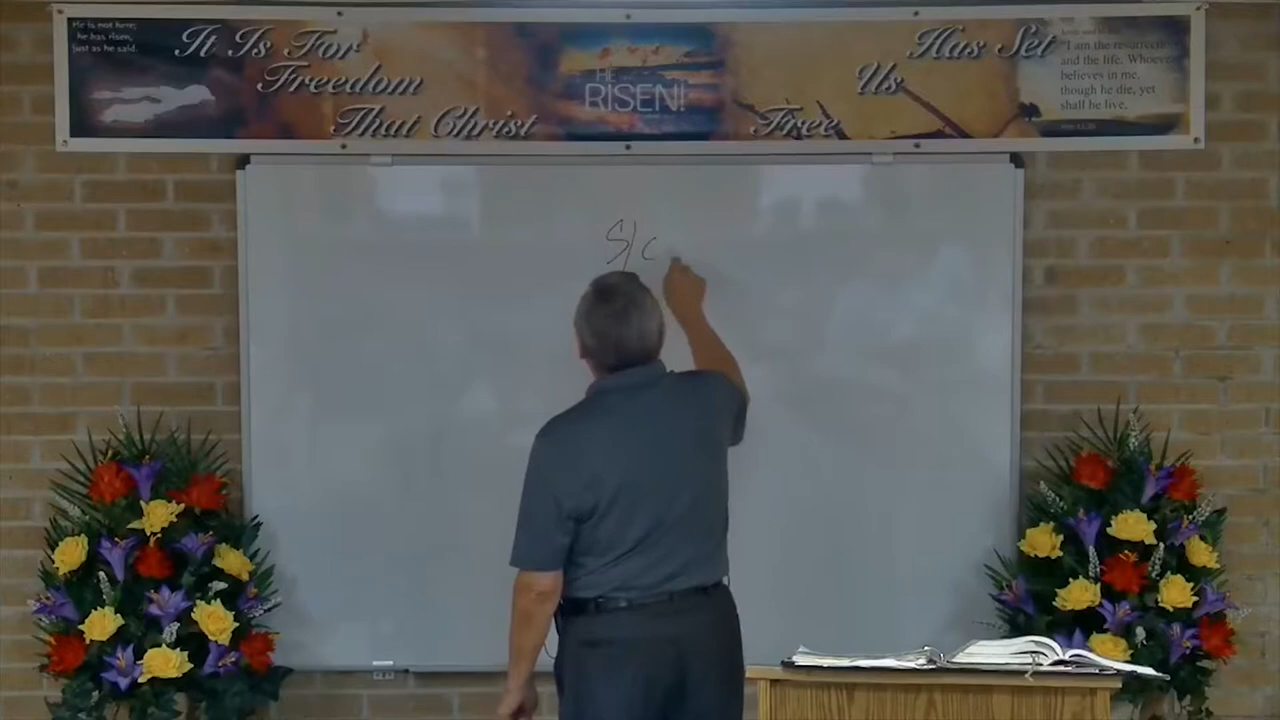 He is not here;
he has risen,
just as he said.
It Is For
Freedom
That Christ
HE
RISEN!
Free
Us
Has Set
"I am the resurrection
and the life. Whoever
believes in me,
though he die, yet
shall he live.
S/c